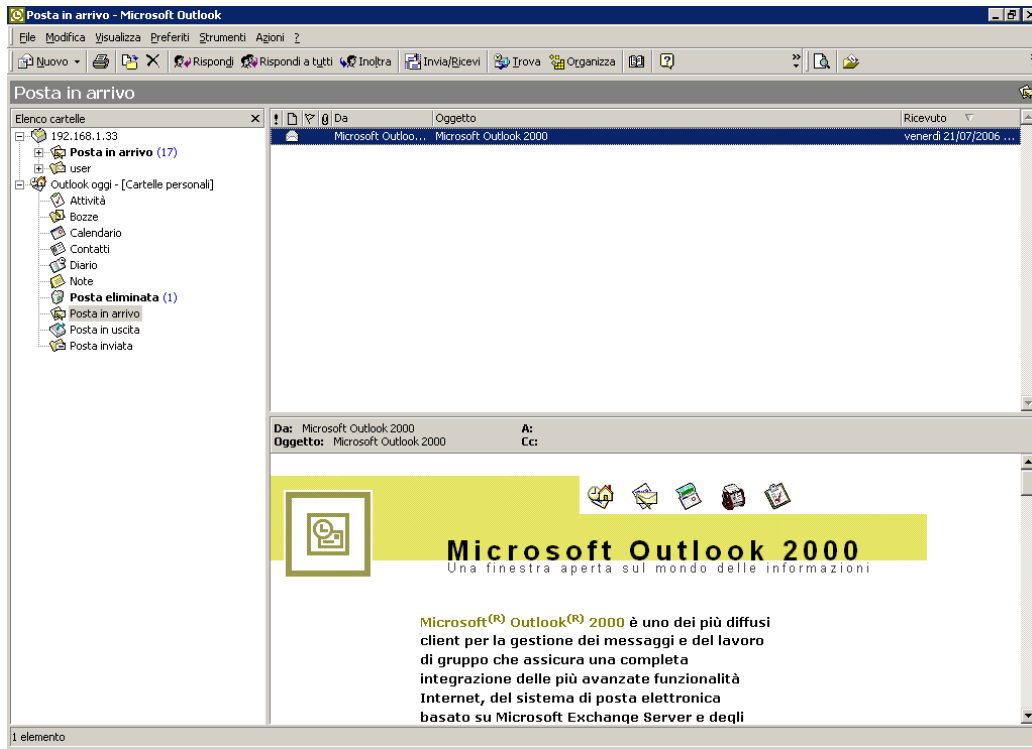 Posta in arrivo - Microsoft Outlook
File Modifica Visualizza Preferiti Strumenti Azioni ?
Nuovo Rispondi Rispondi a tutti Inoltra Invia/Ricevi Trova Organizza
Posta in arrivo
Elenco cartelle
192.168.1.33
Posta in arrivo (17)
user
Outlook oggi - [Cartelle personali]
Attività
Bozze
Calendario
Contatti
Diario
Note
Posta eliminata (1)
Posta in arrivo
Posta in uscita
Posta inviata
Da Oggetto Ricevuto
Microsoft Outloo... Microsoft Outlook 2000 venerdì 21/07/2006 ...
Da: Microsoft Outlook 2000 A:
Oggetto: Microsoft Outlook 2000 Cc:
Microsoft Outlook 2000
Una finestra aperta sul mondo delle informazioni
Microsoft(R) Outlook(R) 2000 è uno dei più diffusi
client per la gestione dei messaggi e del lavoro
di gruppo che assicura una completa
integrazione delle più avanzate funzionalità
Internet, del sistema di posta elettronica
basato su Microsoft Exchange Server e degli
1 elemento